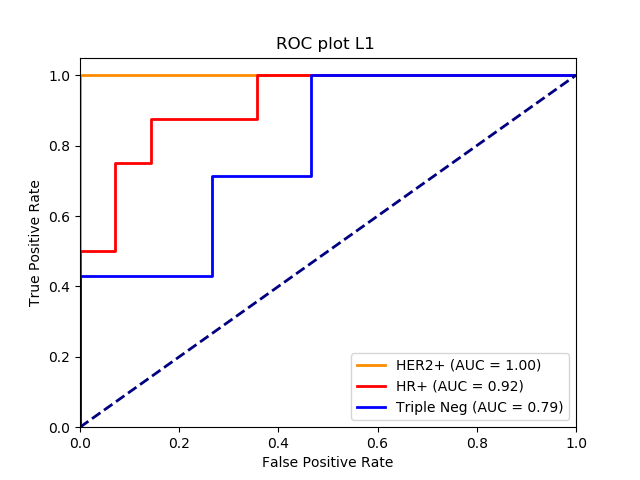 ROC plot L1
True Positive Rate
1.0
0.8
0.6
0.4
0.2
0.0
0.0 0.2 0.4 0.6 0.8 1.0
False Positive Rate
HER2+ (AUC = 1.00)
HR+ (AUC = 0.92)
Triple Neg (AUC = 0.79)